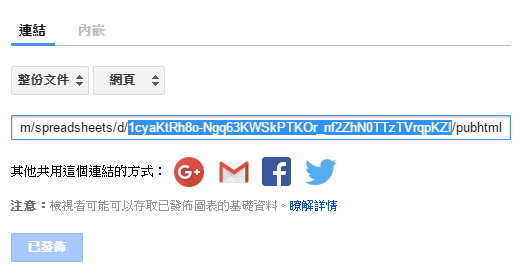 連結 內嵌
整份文件 網頁
m/spreadsheets/d/1cyaKtRh8o-Ngq63KWSkPTKOr_nf2ZhN0TTzTVrqpKZI/pubhtml
其他共用這個連結的方式：
注意：檢視者可能可以存取已發佈圖表的基礎資料。瞭解詳情
已發佈